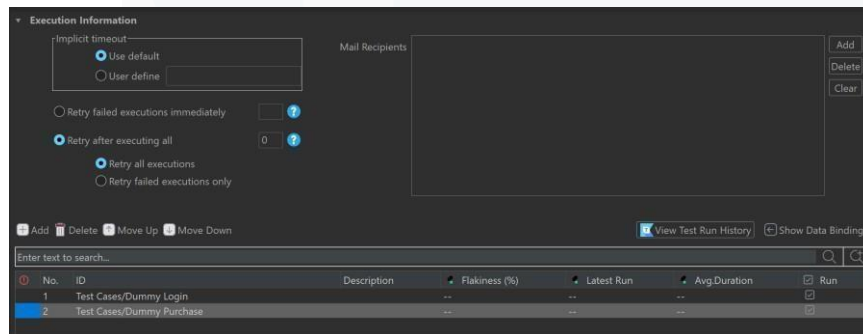 Execution Information
Implicit timeout
Use default
User define
Mail Recipients
Add
Delete
Clear
Retry failed executions immediately
Retry after executing all 0
Retry all executions
Retry failed executions only
Add Delete Move Up Move Down View Test Run History Show Data Binding
Enter text to search...
No. ID Description Flakiness (%) Latest Run Avg.Duration Run
1 Test Cases/Dummy Login -- -- --
2 Test Cases/Dummy Purchase -- -- --